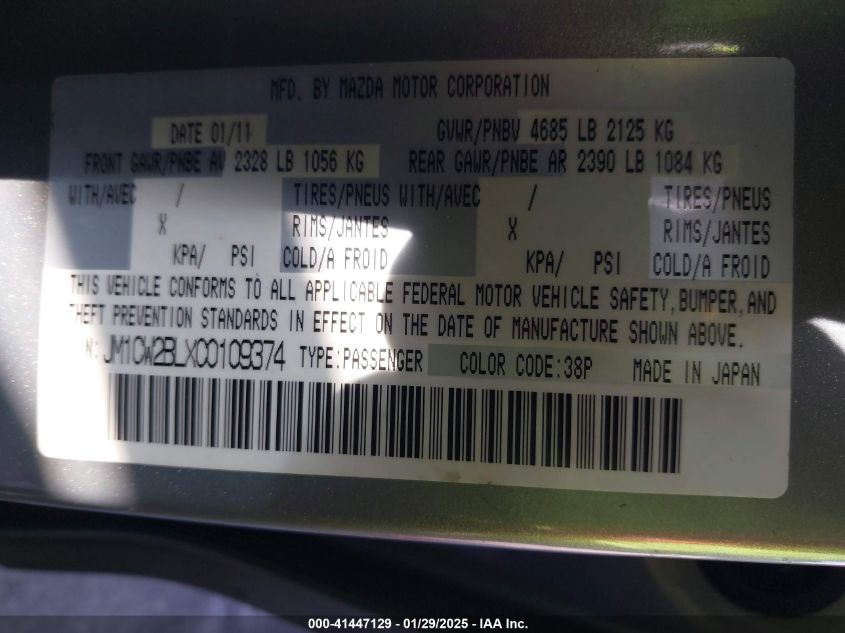 MFD. BY MAZDA MOTOR CORPORATION
DATE 01/11 GVWR/PNBV 4685 LB 2125 KG
FRONT GAWR/PNBE AV 2328 LB 1056 KG REAR GAWR/PNBE AR 2390 LB 1084 KG
WITH/AVEC / TIRES/PNEUS WITH/AVEC / TIRES/PNEUS
X RIMS/JANTES X RIMS/JANTES
KPA/ PSI COLD/A FROID KPA/ PSI COLD/A FROID
THIS VEHICLE CONFORMS TO ALL APPLICABLE FEDERAL MOTOR VEHICLE SAFETY, BUMPER, AND
THEFT PREVENTION STANDARDS IN EFFECT ON THE DATE OF MANUFACTURE SHOWN ABOVE.
N: JM1CW2BLXC0109374 TYPE:PASSENGER COLOR CODE:38P MADE IN JAPAN
000-41447129 - 01/29/2025 - IAA Inc.